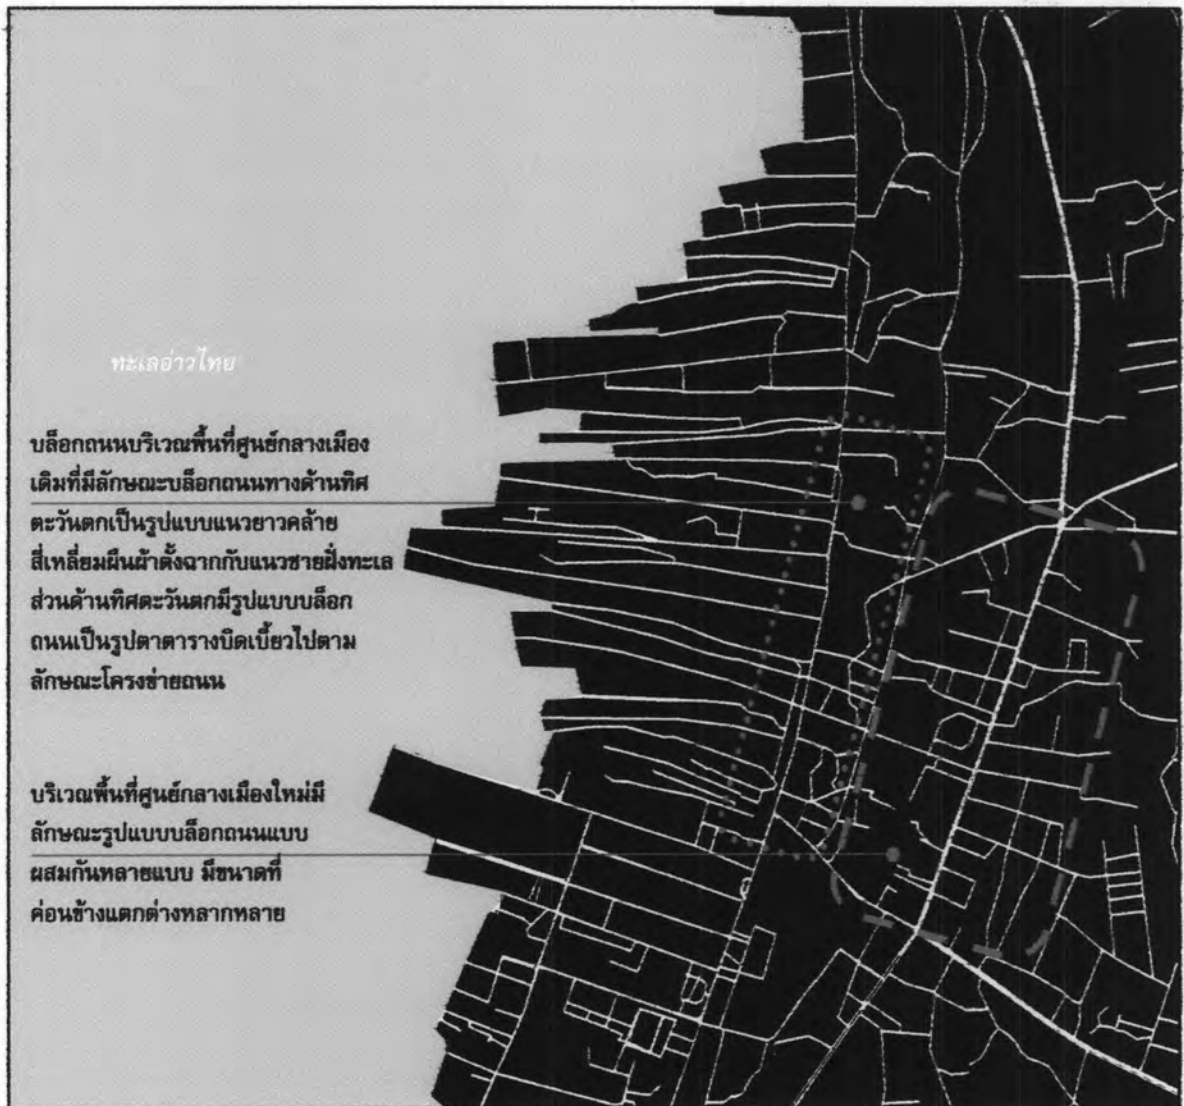 ทะเลอ่าวไทย
บล็อกถนนบริเวณพื้นที่ศูนย์กลางเมือง
เดิมที่มีลักษณะบล็อกถนนทางด้านทิศ
ตะวันตกเป็นรูปแบบแนวยาวคล้าย
สี่เหลี่ยมผืนผ้าตั้งฉากกับแนวชายฝั่งทะเล
ส่วนด้านทิศตะวันตกมีรูปแบบบล็อก
ถนนเป็นรูปตาตารางบิดเบี้ยวไปตาม
ลักษณะโครงข่ายถนน
บริเวณพื้นที่ศูนย์กลางเมืองใหม่มี
ลักษณะรูปแบบบล็อกถนนแบบ
ผสมกันหลายแบบ มีขนาดที่
ค่อนข้างแตกต่างหลากหลาย